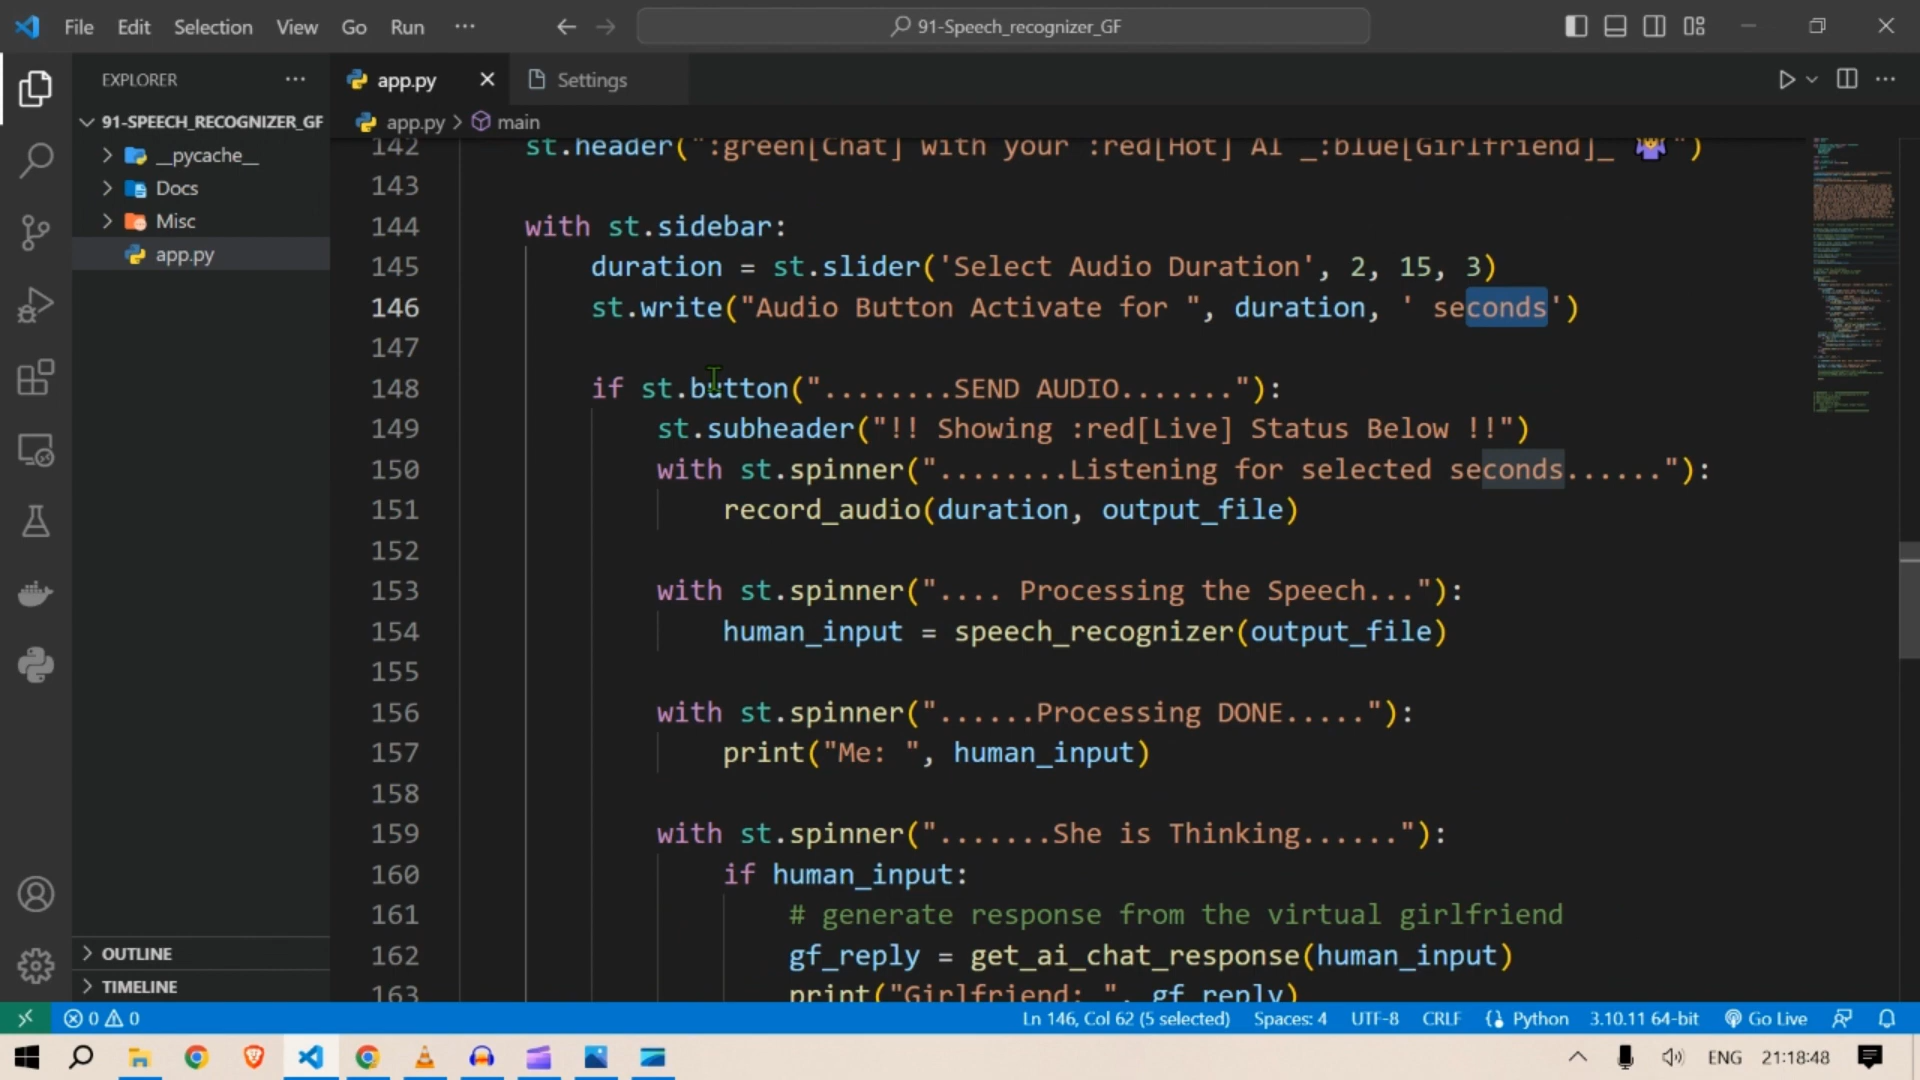 File Edit Selection View Go Run ... 91-Speech_recognizer_GF
EXPLORER ...
91-SPEECH_RECOGNIZER_GF
__pycache__
Docs
Misc
app.py
OUTLINE
TIMELINE
app.py Settings
app.py > main
142 st.header(":green[Chat] with your :red[Hot] AI _:blue[Girlfriend]_ 🤷‍♀️")
143
144 with st.sidebar:
145 duration = st.slider('Select Audio Duration', 2, 15, 3)
146 st.write("Audio Button Activate for ", duration, ' seconds')
147
148 if st.button("........SEND AUDIO......."):
149 st.subheader("!! Showing :red[Live] Status Below !!")
150 with st.spinner("........Listening for selected seconds......"):
151 record_audio(duration, output_file)
152
153 with st.spinner(".... Processing the Speech..."):
154 human_input = speech_recognizer(output_file)
155
156 with st.spinner("......Processing DONE....."):
157 print("Me: ", human_input)
158
159 with st.spinner(".......She is Thinking......"):
160 if human_input:
161 # generate response from the virtual girlfriend
162 gf_reply = get_ai_chat_response(human_input)
163 print("Girlfriend: ", gf_reply)
0 0 Ln 146, Col 62 (5 selected) Spaces: 4 UTF-8 CRLF Python 3.10.11 64-bit Go Live
ENG 21:18:48